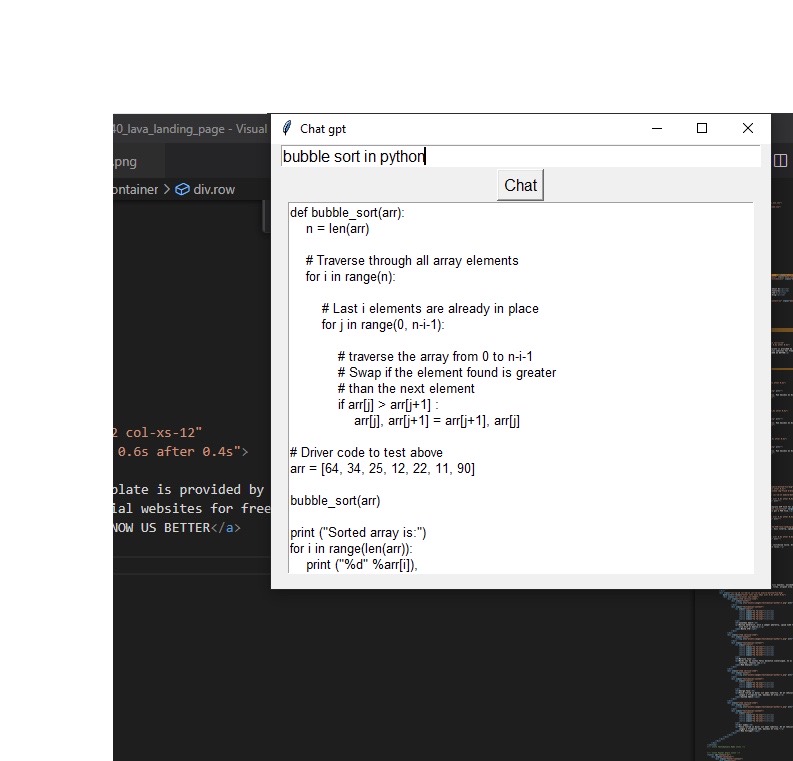 40_lava_landing_page - Visual
Chat gpt
.png
bubble sort in python
ontainer > div.row
Chat
def bubble_sort(arr):
n = len(arr)
# Traverse through all array elements
for i in range(n):
# Last i elements are already in place
for j in range(0, n-i-1):
# traverse the array from 0 to n-i-1
# Swap if the element found is greater
# than the next element
if arr[j] > arr[j+1] :
arr[j], arr[j+1] = arr[j+1], arr[j]
# Driver code to test above
arr = [64, 34, 25, 12, 22, 11, 90]
bubble_sort(arr)
print ("Sorted array is:")
for i in range(len(arr)):
print ("%d" %arr[i]),
2 col-xs-12"
0.6s after 0.4s">
plate is provided by
ial websites for free
NOW US BETTER</a>